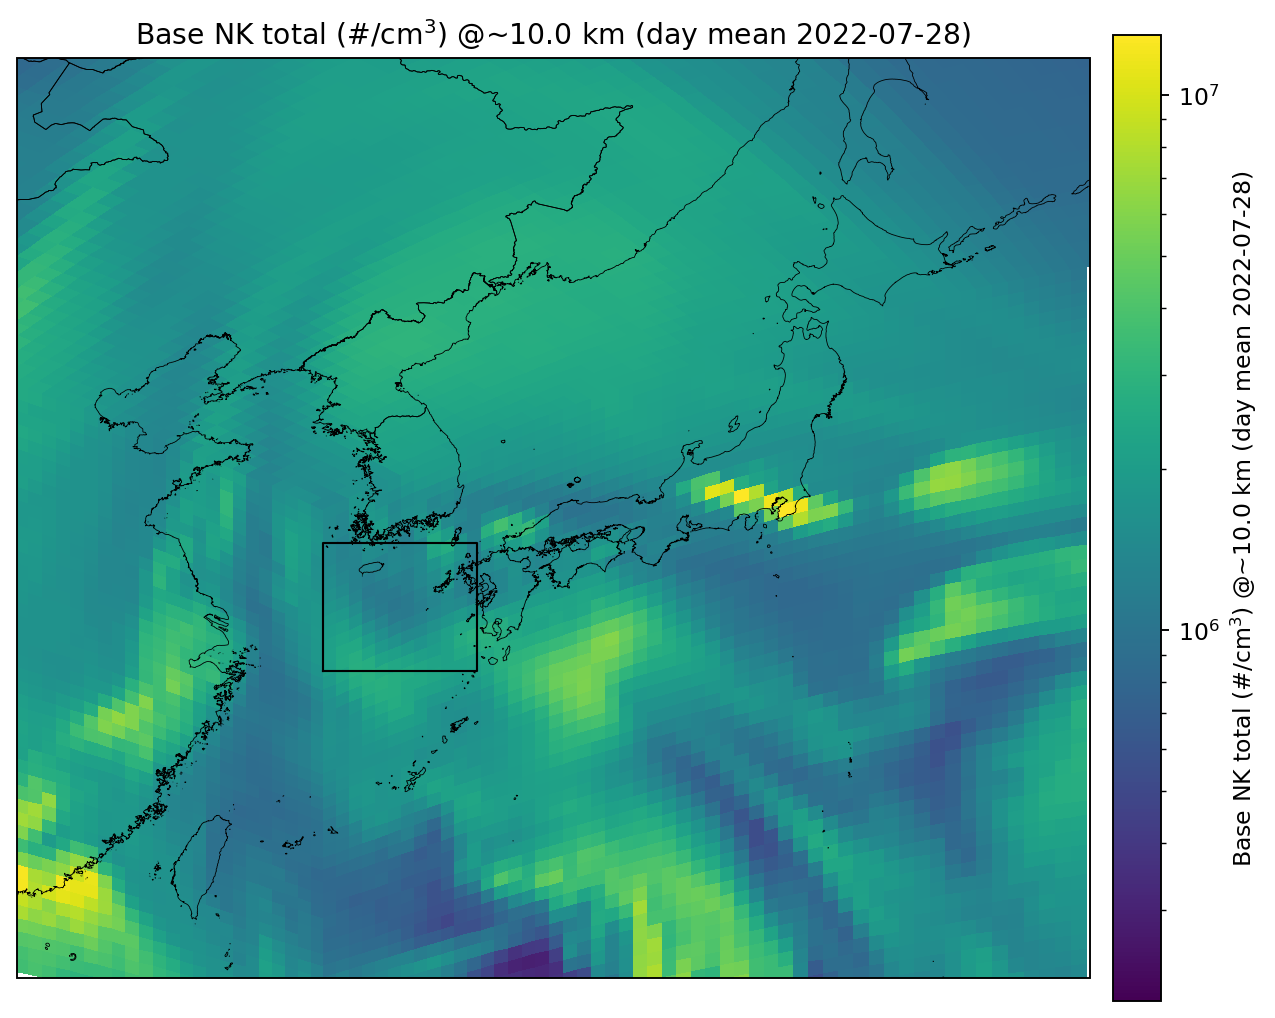 Base NK total (#/cm³) @~10.0 km (day mean 2022-07-28)
10⁷
10⁶
Base NK total (#/cm³) @~10.0 km (day mean 2022-07-28)